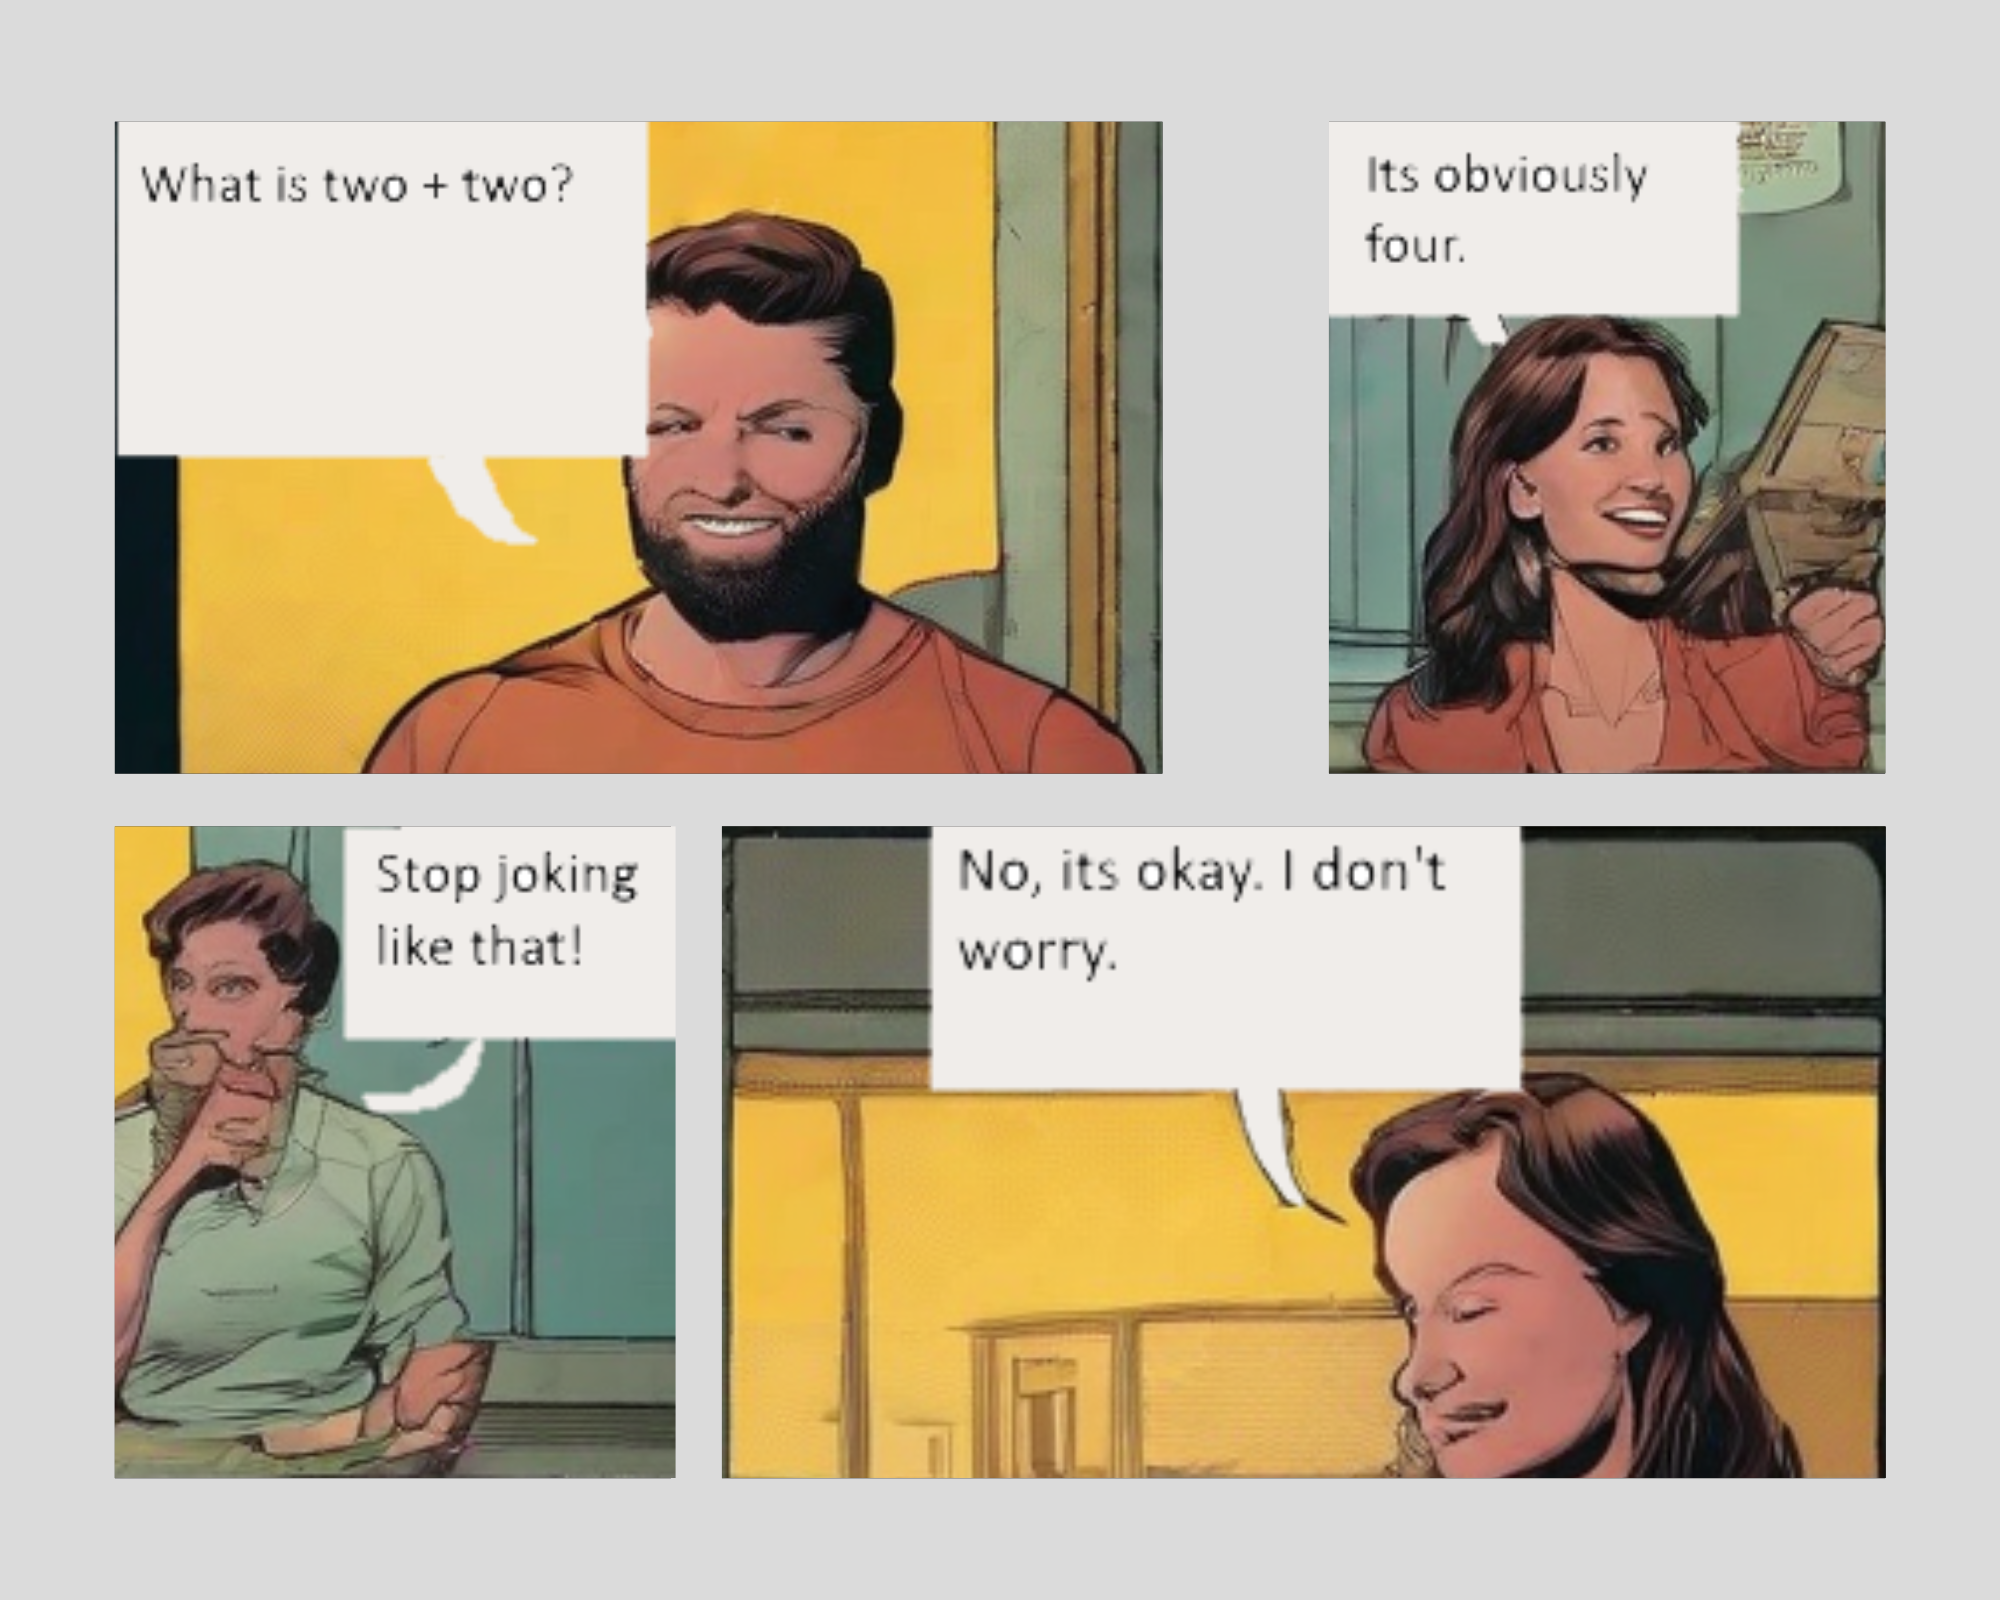 What is two + two?
Its obviously
four.
Stop joking
like that!
No, its okay. I don't
worry.